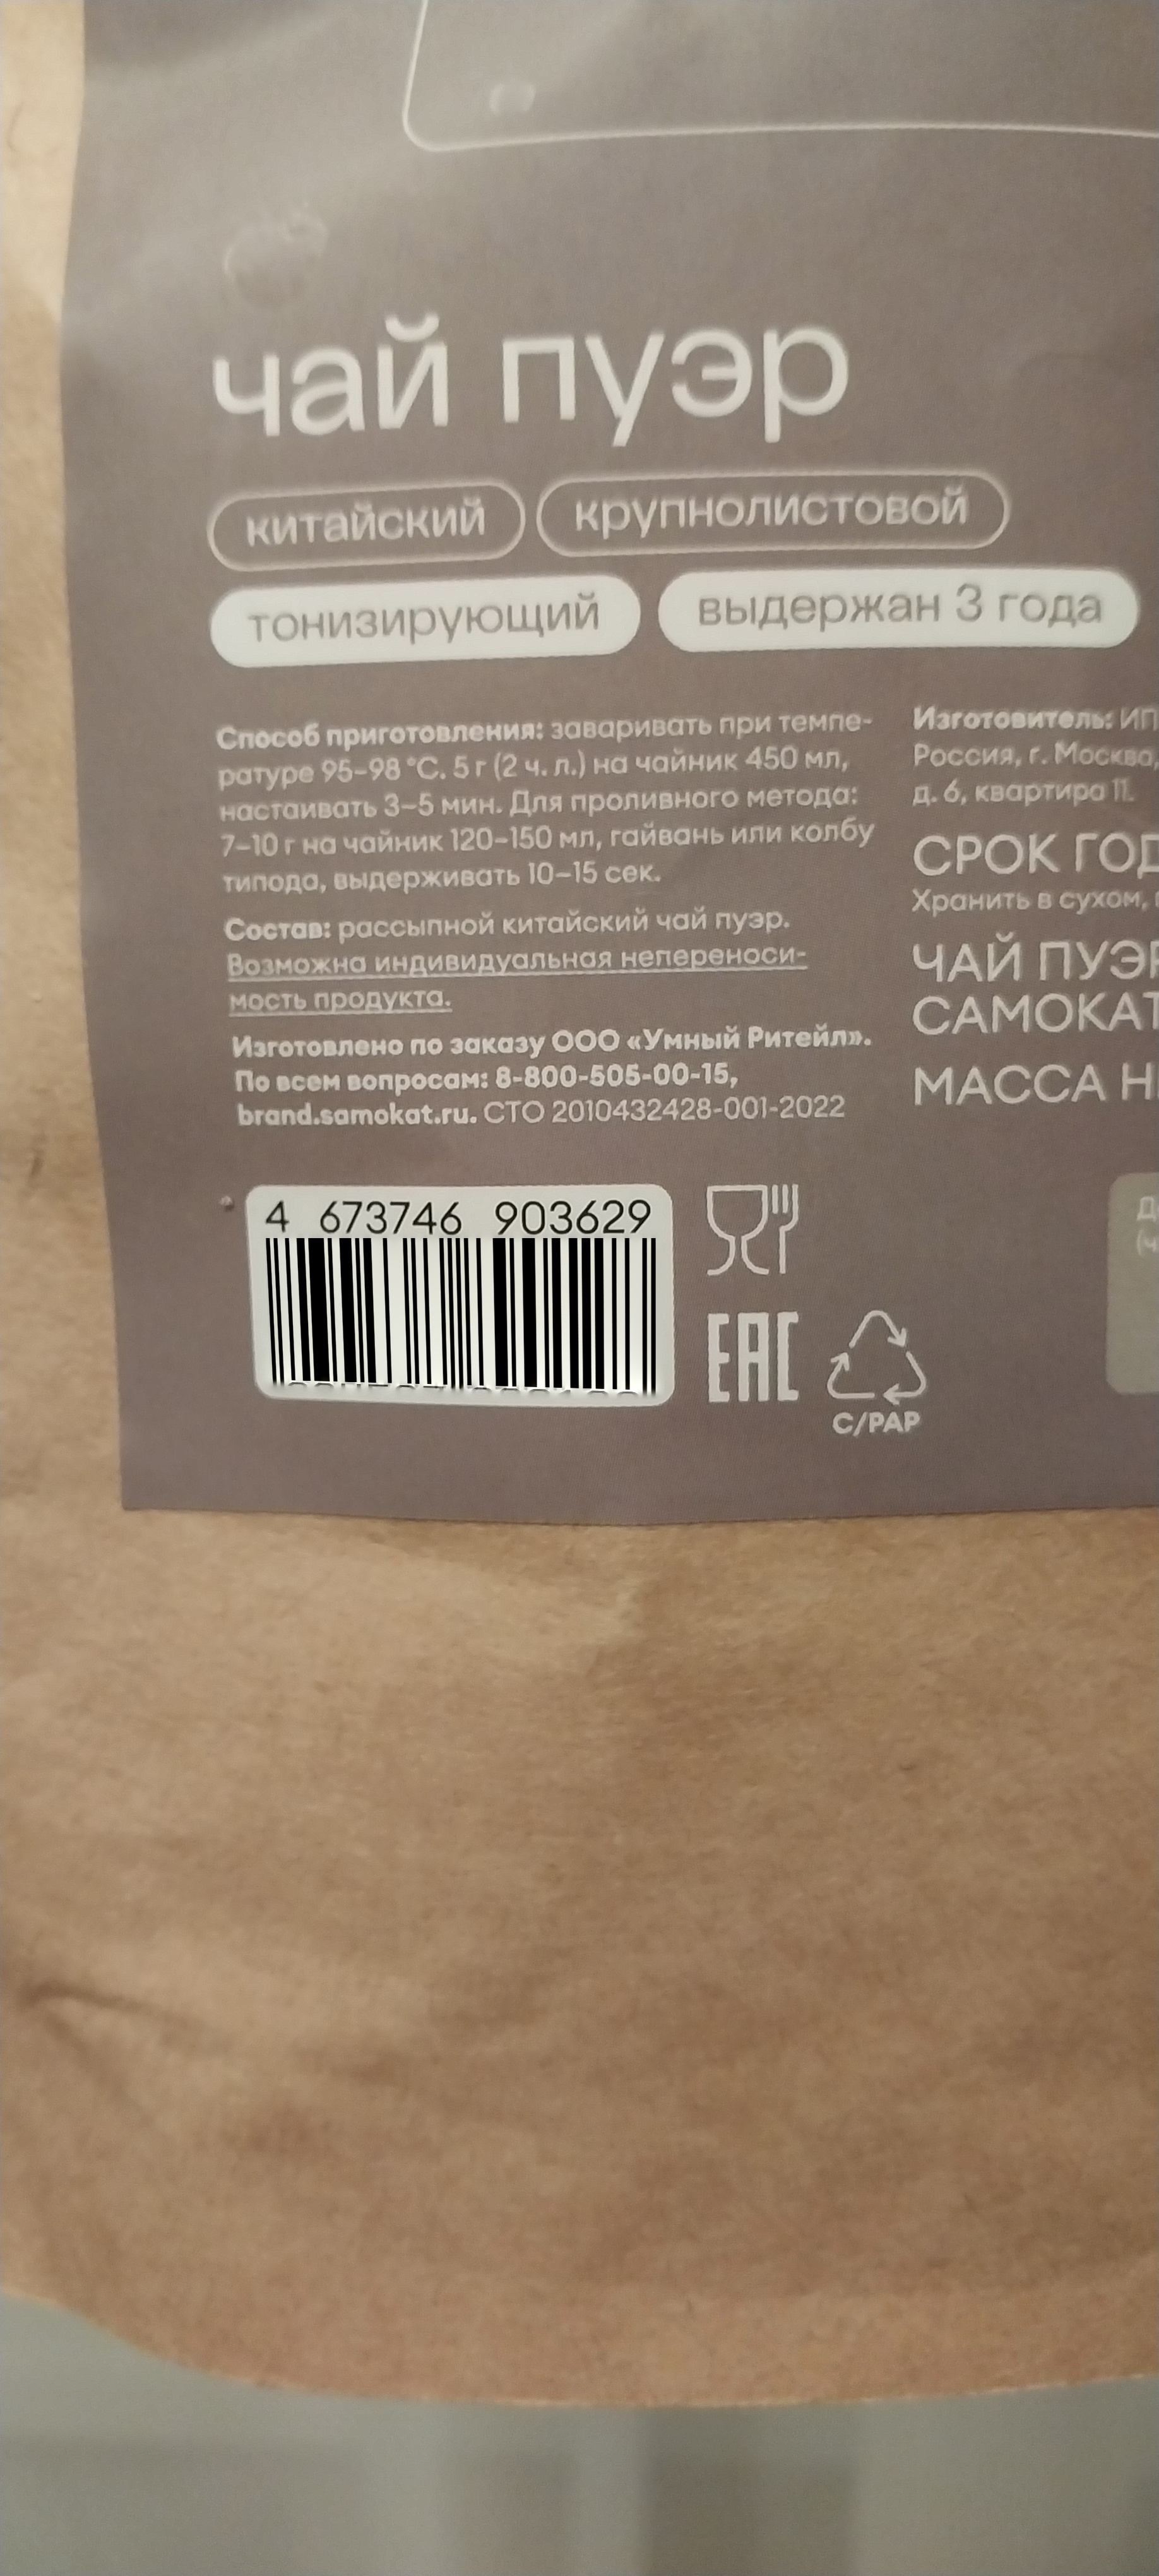 чай пуэр
китайский крупнолистовой
тонизирующий выдержан 3 года
Способ приготовления: заваривать при темпе-
ратуре 95–98 °С. 5 г (2 ч. л.) на чайник 450 мл,
настаивать 3–5 мин. Для проливного метода:
7–10 г на чайник 120–150 мл, гайвань или колбу
типода, выдерживать 10–15 сек.
Состав: рассыпной китайский чай пуэр.
Возможна индивидуальная непереноси-
мость продукта.
Изготовлено по заказу ООО «Умный Ритейл».
По всем вопросам: 8-800-505-00-15,
brand.samokat.ru. СТО 2010432428-001-2022
Изготовитель: ИП
Россия, г. Москва,
д. 6, квартира 11.
СРОК ГОД
Хранить в сухом,
ЧАЙ ПУЭР
САМОКАТ
МАССА Н
4 673746 903629
EAC
C/PAP